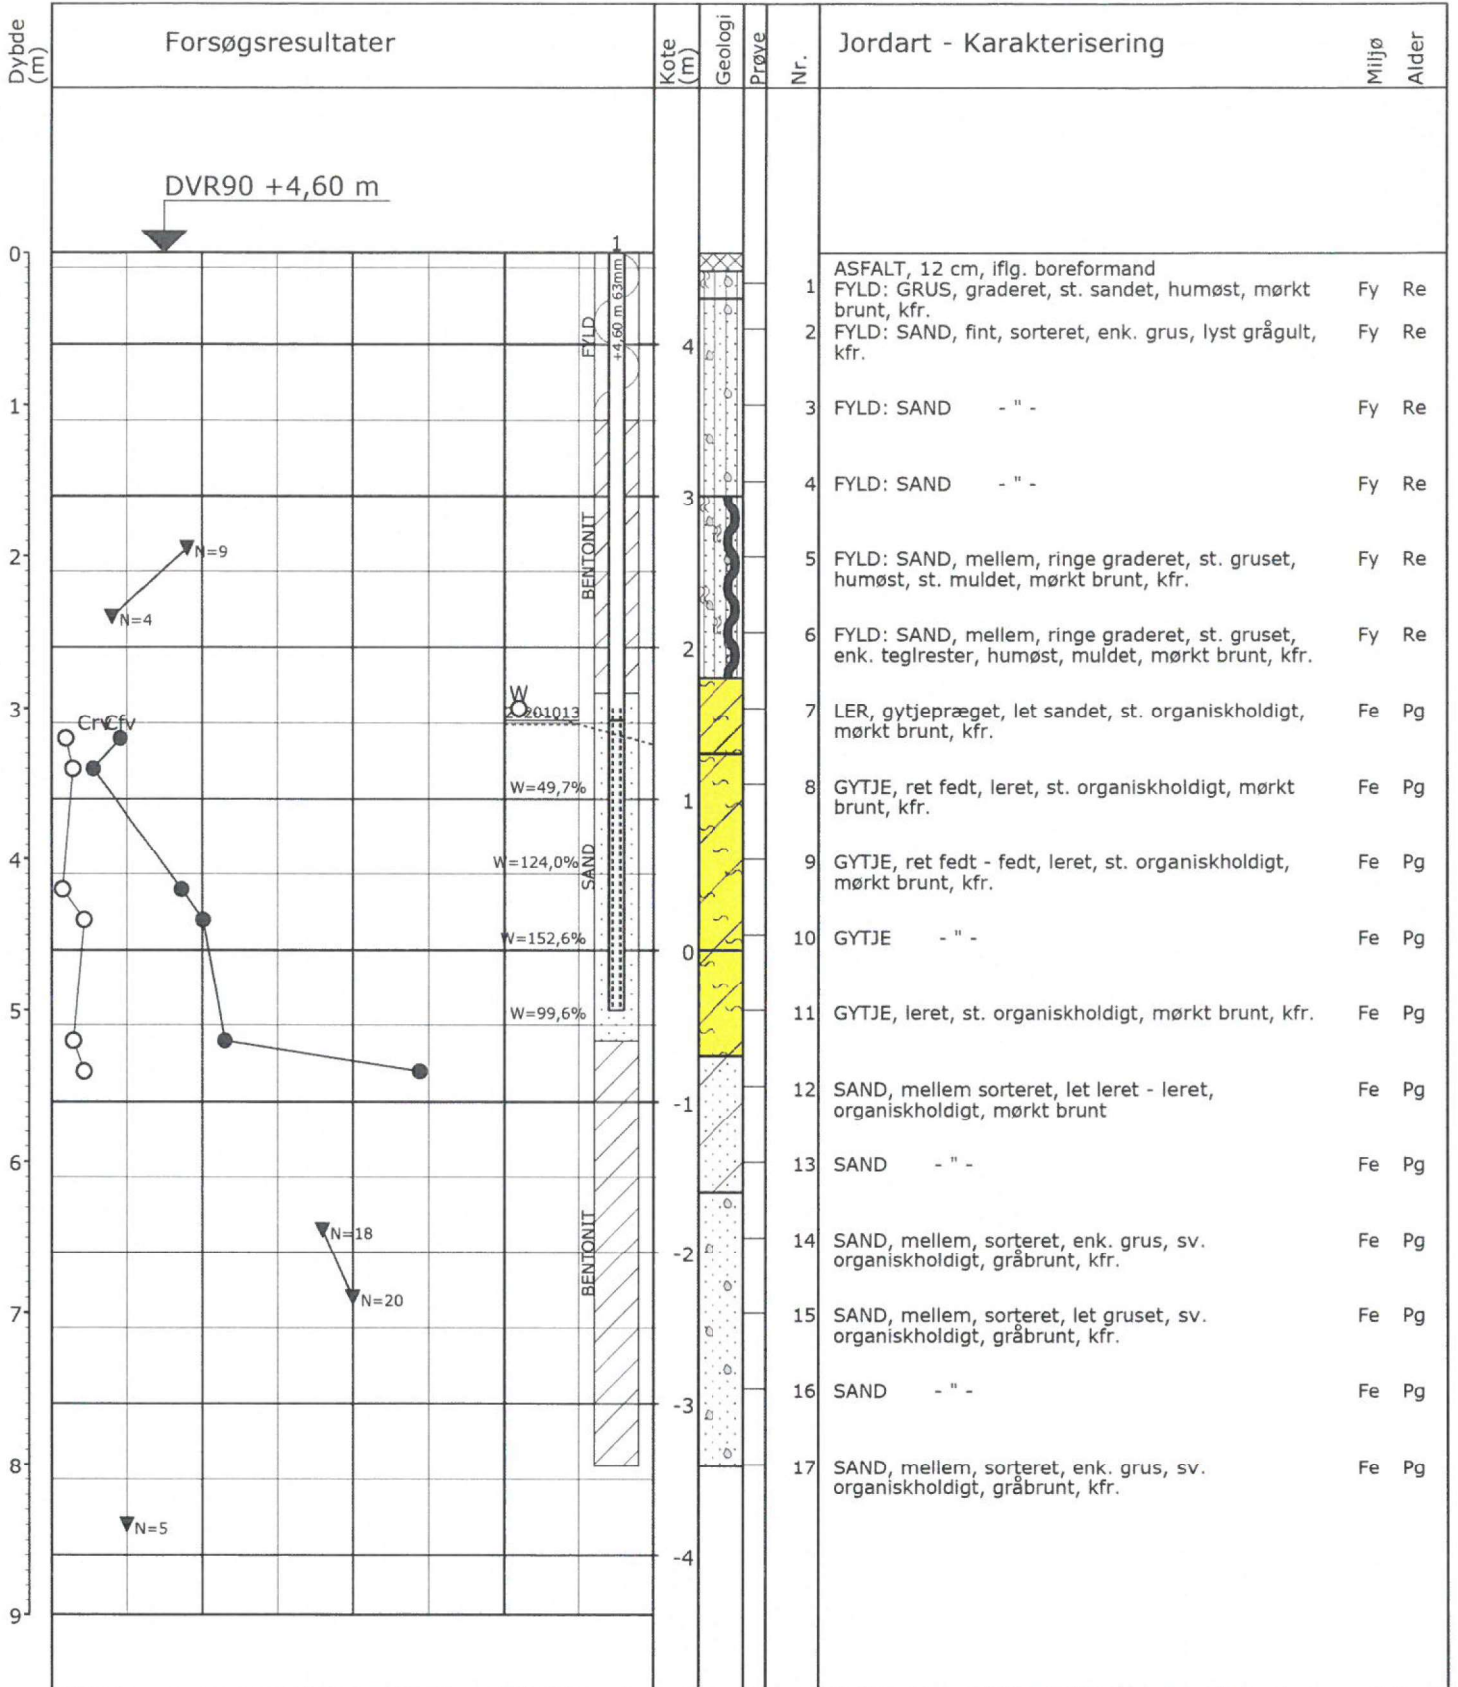 Dybde (m)
Forsøgsresultater
Kote (m)
Geologi
Prøve
Nr.
Jordart - Karakterisering
Miljø
Alder
DVR90 +4,60 m
1
+4,60 m 63mm
FYLD
BENTONIT
SAND
BENTONIT
0
1
2
3
4
5
6
7
8
9
N=9
N=4
Crv
Cfv
W
W=49,7%
W=124,0%
W=152,6%
W=99,6%
N=18
N=20
N=5
4
3
2
1
0
-1
-2
-3
-4
ASFALT, 12 cm, iflg. boreformand
1 FYLD: GRUS, graderet, st. sandet, humøst, mørkt Fy Re
brunt, kfr.
2 FYLD: SAND, fint, sorteret, enk. grus, lyst grågult, Fy Re
kfr.
3 FYLD: SAND - " - Fy Re
4 FYLD: SAND - " - Fy Re
5 FYLD: SAND, mellem, ringe graderet, st. gruset, Fy Re
humøst, st. muldet, mørkt brunt, kfr.
6 FYLD: SAND, mellem, ringe graderet, st. gruset, Fy Re
enk. teglrester, humøst, muldet, mørkt brunt, kfr.
7 LER, gytjepræget, let sandet, st. organiskholdigt, Fe Pg
mørkt brunt, kfr.
8 GYTJE, ret fedt, leret, st. organiskholdigt, mørkt Fe Pg
brunt, kfr.
9 GYTJE, ret fedt - fedt, leret, st. organiskholdigt, Fe Pg
mørkt brunt, kfr.
10 GYTJE - " - Fe Pg
11 GYTJE, leret, st. organiskholdigt, mørkt brunt, kfr. Fe Pg
12 SAND, mellem sorteret, let leret - leret, Fe Pg
organiskholdigt, mørkt brunt
13 SAND - " - Fe Pg
14 SAND, mellem, sorteret, enk. grus, sv. Fe Pg
organiskholdigt, gråbrunt, kfr.
15 SAND, mellem, sorteret, let gruset, sv. Fe Pg
organiskholdigt, gråbrunt, kfr.
16 SAND - " - Fe Pg
17 SAND, mellem, sorteret, enk. grus, sv. Fe Pg
organiskholdigt, gråbrunt, kfr.